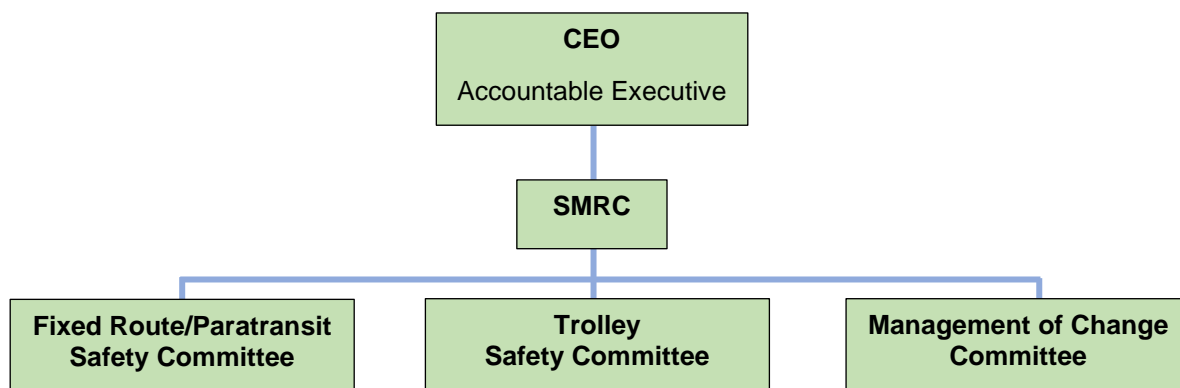 CEO
Accountable Executive
SMRC
Fixed Route/Paratransit
Safety Committee
Trolley
Safety Committee
Management of Change
Committee